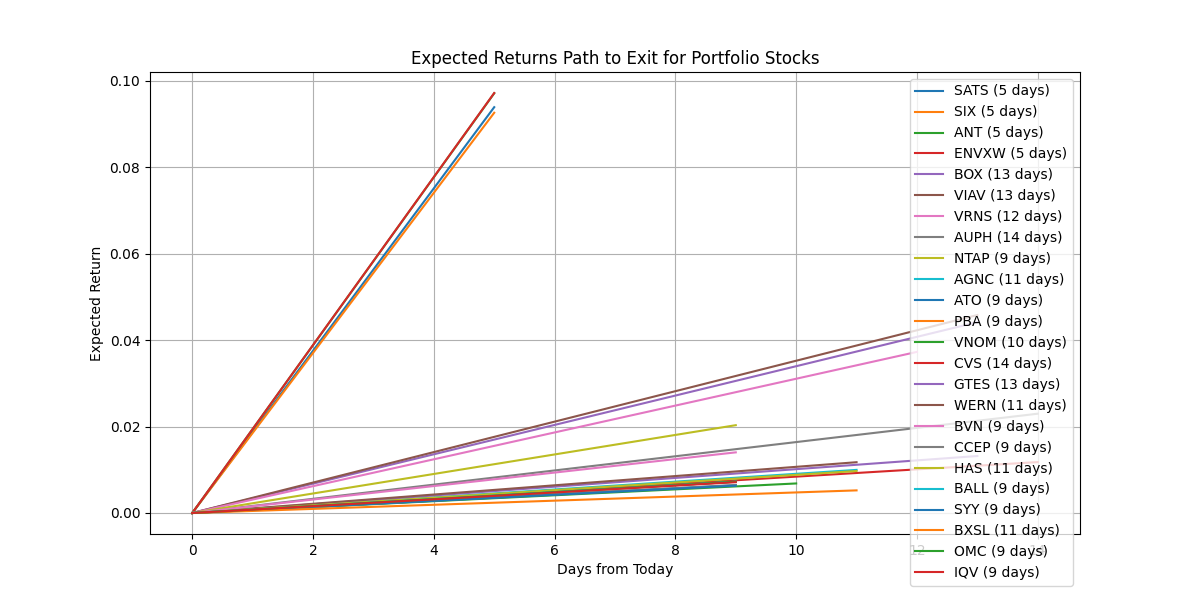 Expected Returns Path to Exit for Portfolio Stocks
Expected Return
0.10
0.08
0.06
0.04
0.02
0.00
0
2
4
6
8
10
12
Days from Today
SATS (5 days)
SIX (5 days)
ANT (5 days)
ENVXW (5 days)
BOX (13 days)
VIAV (13 days)
VRNS (12 days)
AUPH (14 days)
NTAP (9 days)
AGNC (11 days)
ATO (9 days)
PBA (9 days)
VNOM (10 days)
CVS (14 days)
GTES (13 days)
WERN (11 days)
BVN (9 days)
CCEP (9 days)
HAS (11 days)
BALL (9 days)
SYY (9 days)
BXSL (11 days)
OMC (9 days)
IQV (9 days)